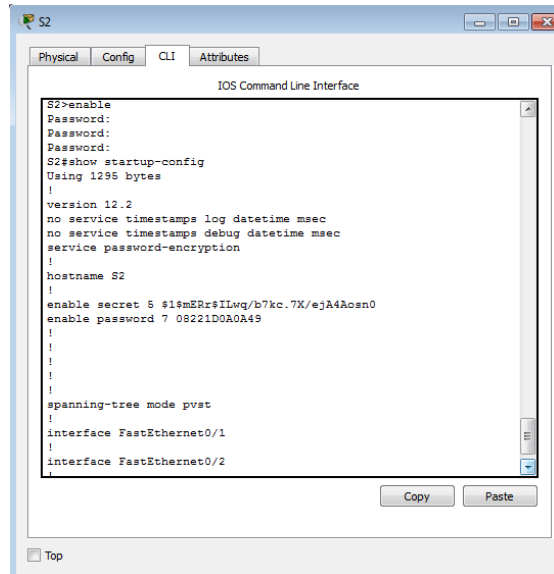 S2
Physical Config CLI Attributes
IOS Command Line Interface
S2>enable
Password:
Password:
Password:
S2#show startup-config
Using 1295 bytes
!
version 12.2
no service timestamps log datetime msec
no service timestamps debug datetime msec
service password-encryption
!
hostname S2
!
enable secret 5 $1$mERr$ILwq/b7kc.7X/ejA4Aosn0
enable password 7 08221D0A0A49
!
!
!
!
!
spanning-tree mode pvst
!
interface FastEthernet0/1
!
interface FastEthernet0/2
!
Copy Paste
Top